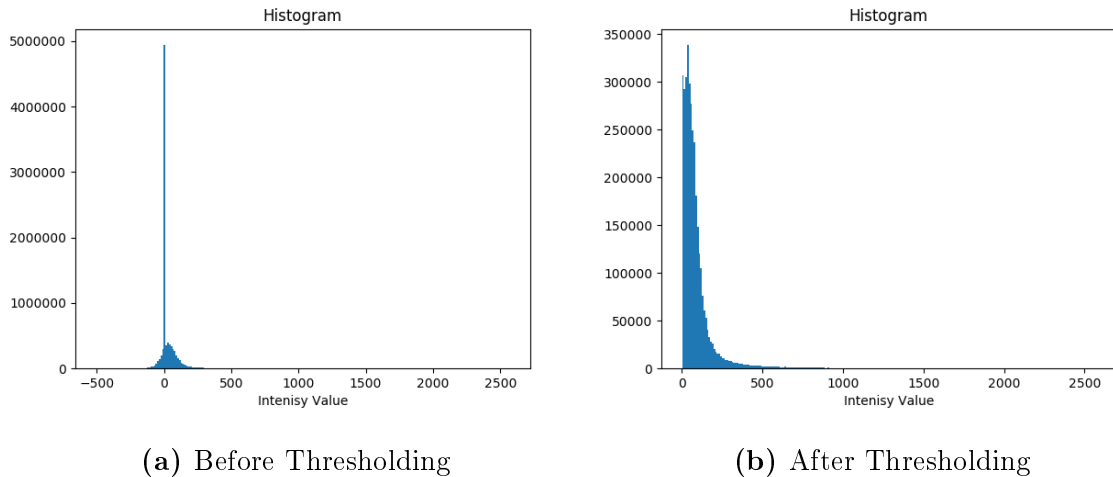 Histogram
5000000
4000000
3000000
2000000
1000000
0
−500 0 500 1000 1500 2000 2500
Intenisy Value
(a) Before Thresholding
Histogram
350000
300000
250000
200000
150000
100000
50000
0
0 500 1000 1500 2000 2500
Intenisy Value
(b) After Thresholding